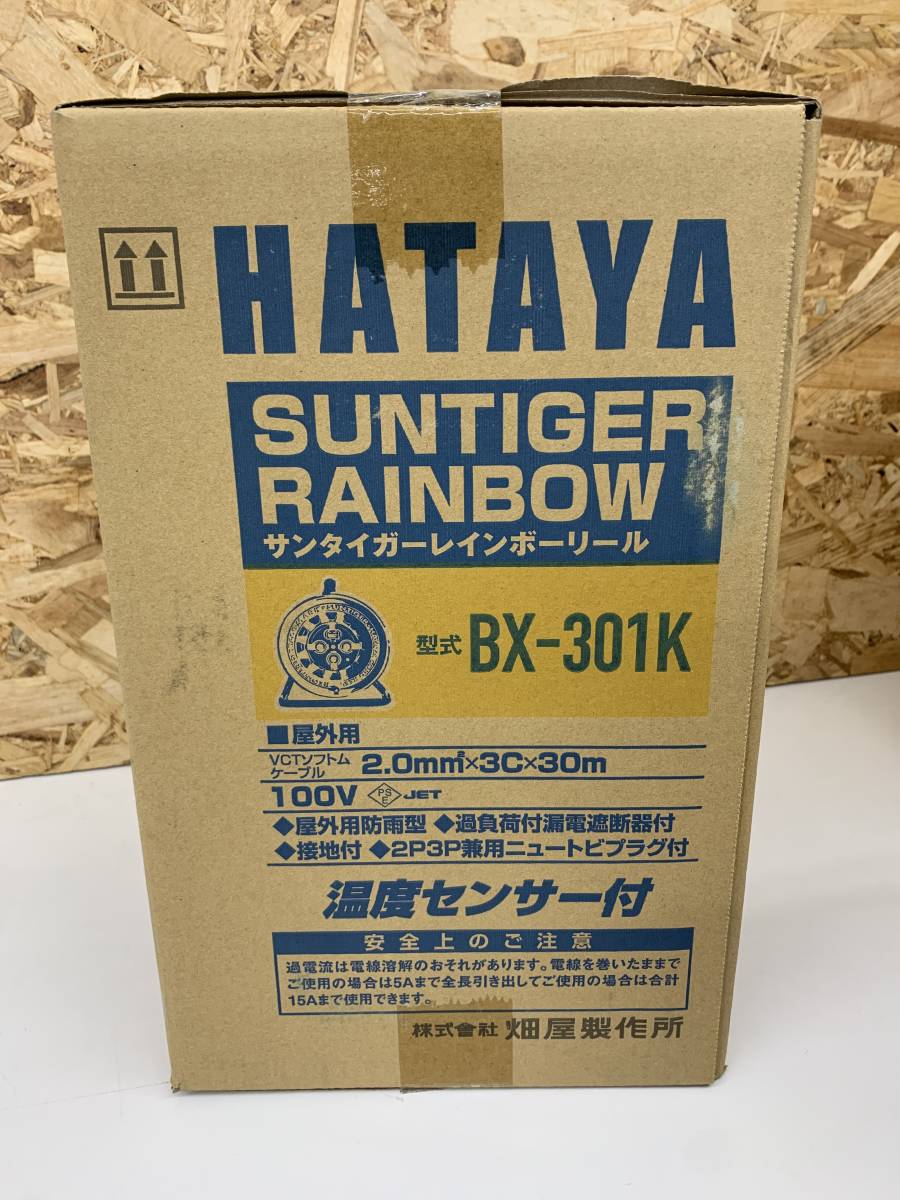 HATAYA
SUNTIGER
RAINBOW
サンタイガーレインボーリール
型式 BX-301K
■屋外用
VCTソフトム
ケーブル 2.0mm²×3C×30m
100V PS E JET
◆屋外用防雨型 ◆過負荷付漏電遮断器付
◆接地付 ◆2P3P兼用ニュートビプラグ付
温度センサー付
安全上のご注意
過電流は電線溶解のおそれがあります。電線を巻いたままで
ご使用の場合は5Aまで全長引き出してご使用の場合は合計
15Aまで使用できます。
株式會社 畑屋製作所